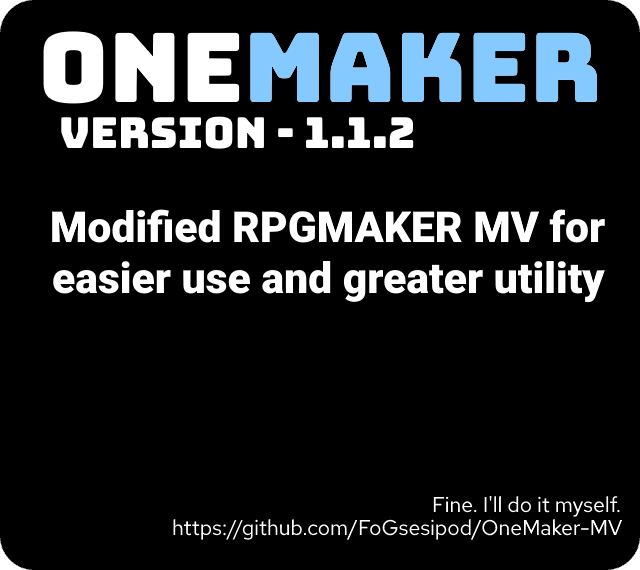 ONEMAKER
VERSION - 1.1.2
Modified RPGMAKER MV for
easier use and greater utility
Fine. I'll do it myself.
https://github.com/FoGsesipod/OneMaker-MV